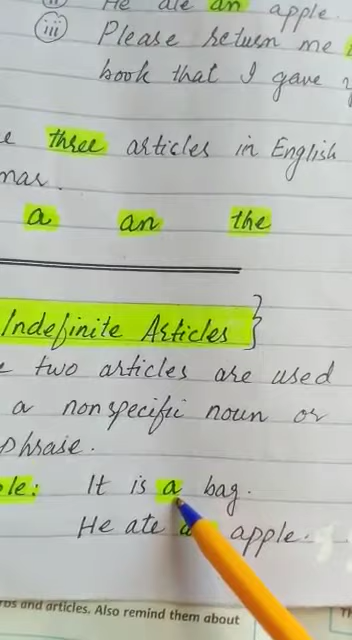 (ii) He ate an apple.
(iii) Please return me
book that I gave
three articles in English
a an the
Indefinite Articles }
two articles are used
a nonspecific noun or
phrase.
It is a bag.
He ate apple.
and articles. Also remind them about